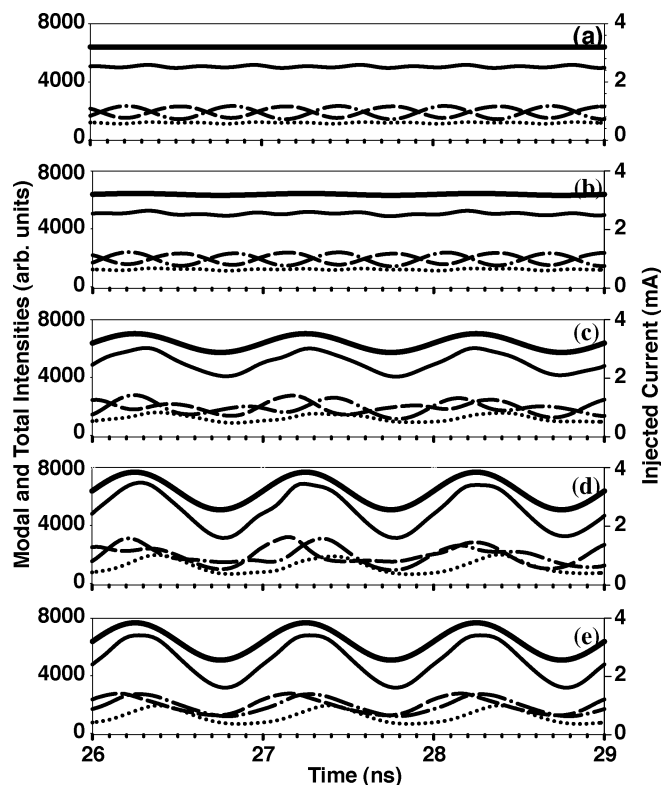 8000 4 (a)
4000 2
0 0
8000 4 (b)
4000 2
0 0
8000 4 (c)
4000 2
0 0
8000 4 (d)
4000 2
0 0
8000 4 (e)
4000 2
0 0
26 27 28 29
Time (ns)
Modal and Total Intensities (arb. units)
Injected Current (mA)